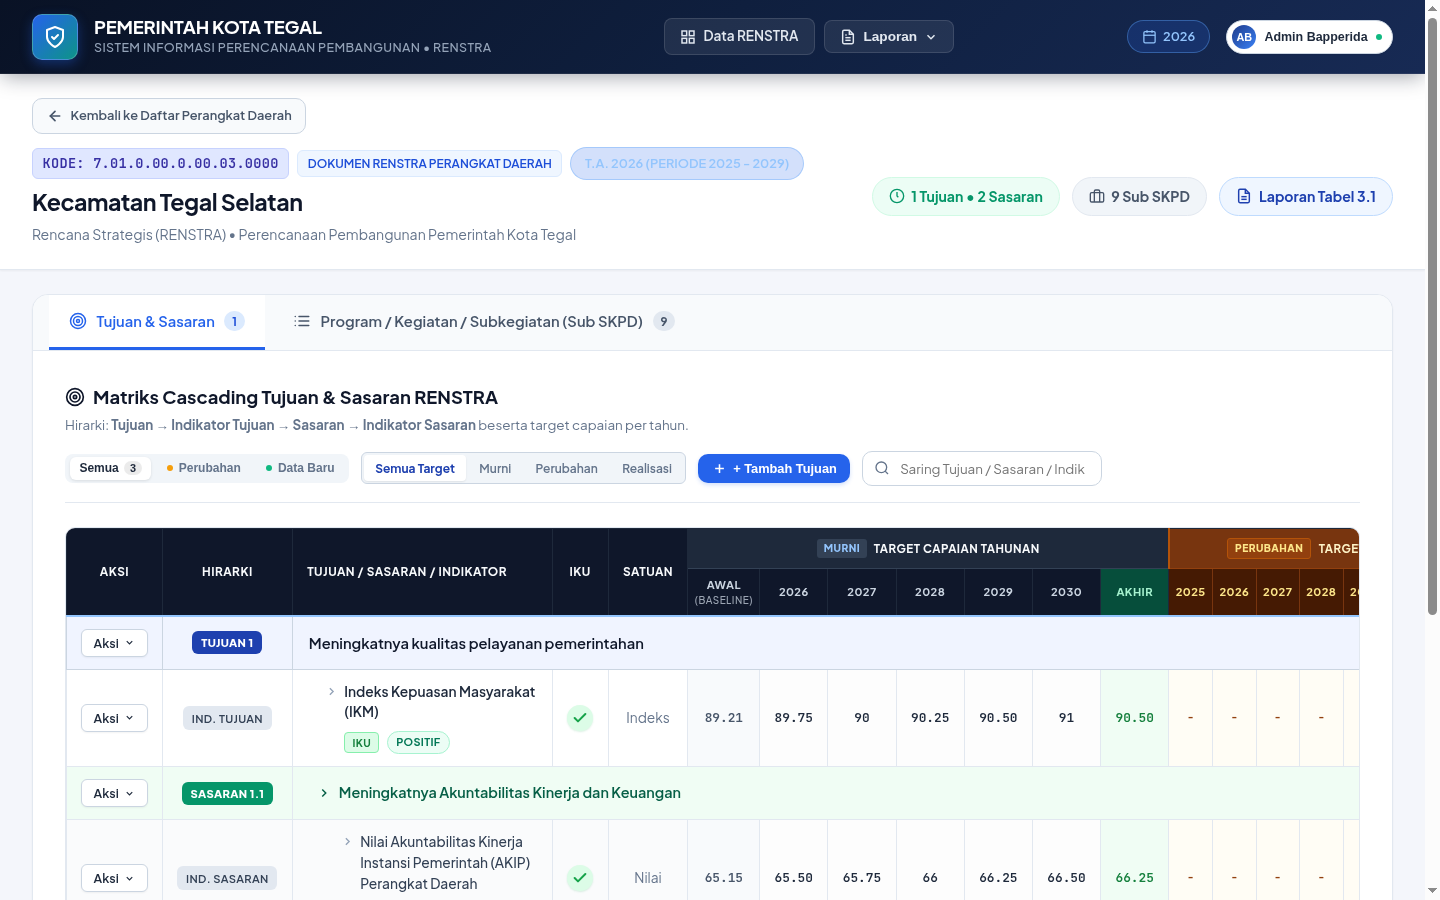 PEMERINTAH KOTA TEGAL
SISTEM INFORMASI PERENCANAAN PEMBANGUNAN • RENSTRA
Data RENSTRA
Laporan
2026
AB Admin Bapperida
Kembali ke Daftar Perangkat Daerah
KODE: 7.01.0.00.0.00.03.0000
DOKUMEN RENSTRA PERANGKAT DAERAH
T.A. 2026 (PERIODE 2025 - 2029)
Kecamatan Tegal Selatan
Rencana Strategis (RENSTRA) • Perencanaan Pembangunan Pemerintah Kota Tegal
1 Tujuan • 2 Sasaran
9 Sub SKPD
Laporan Tabel 3.1
Tujuan & Sasaran 1
Program / Kegiatan / Subkegiatan (Sub SKPD) 9
Matriks Cascading Tujuan & Sasaran RENSTRA
Hirarki: Tujuan → Indikator Tujuan → Sasaran → Indikator Sasaran beserta target capaian per tahun.
Semua 3 Perubahan Data Baru
Semua Target Murni Perubahan Realisasi
+ + Tambah Tujuan
Saring Tujuan / Sasaran / Indik
AKSI HIRARKI TUJUAN / SASARAN / INDIKATOR IKU SATUAN
MURNI TARGET CAPAIAN TAHUNAN
PERUBAHAN TARGE
AWAL (BASELINE) 2026 2027 2028 2029 2030 AKHIR 2025 2026 2027 2028 20
Aksi TUJUAN 1 Meningkatnya kualitas pelayanan pemerintahan
Aksi IND. TUJUAN
Indeks Kepuasan Masyarakat
(IKM)
IKU POSITIF
Indeks 89.21 89.75 90 90.25 90.50 91 90.50 - - - -
Aksi SASARAN 1.1 Meningkatnya Akuntabilitas Kinerja dan Keuangan
Aksi IND. SASARAN
Nilai Akuntabilitas Kinerja
Instansi Pemerintah (AKIP)
Perangkat Daerah
Nilai 65.15 65.50 65.75 66 66.25 66.50 66.25 - - - -